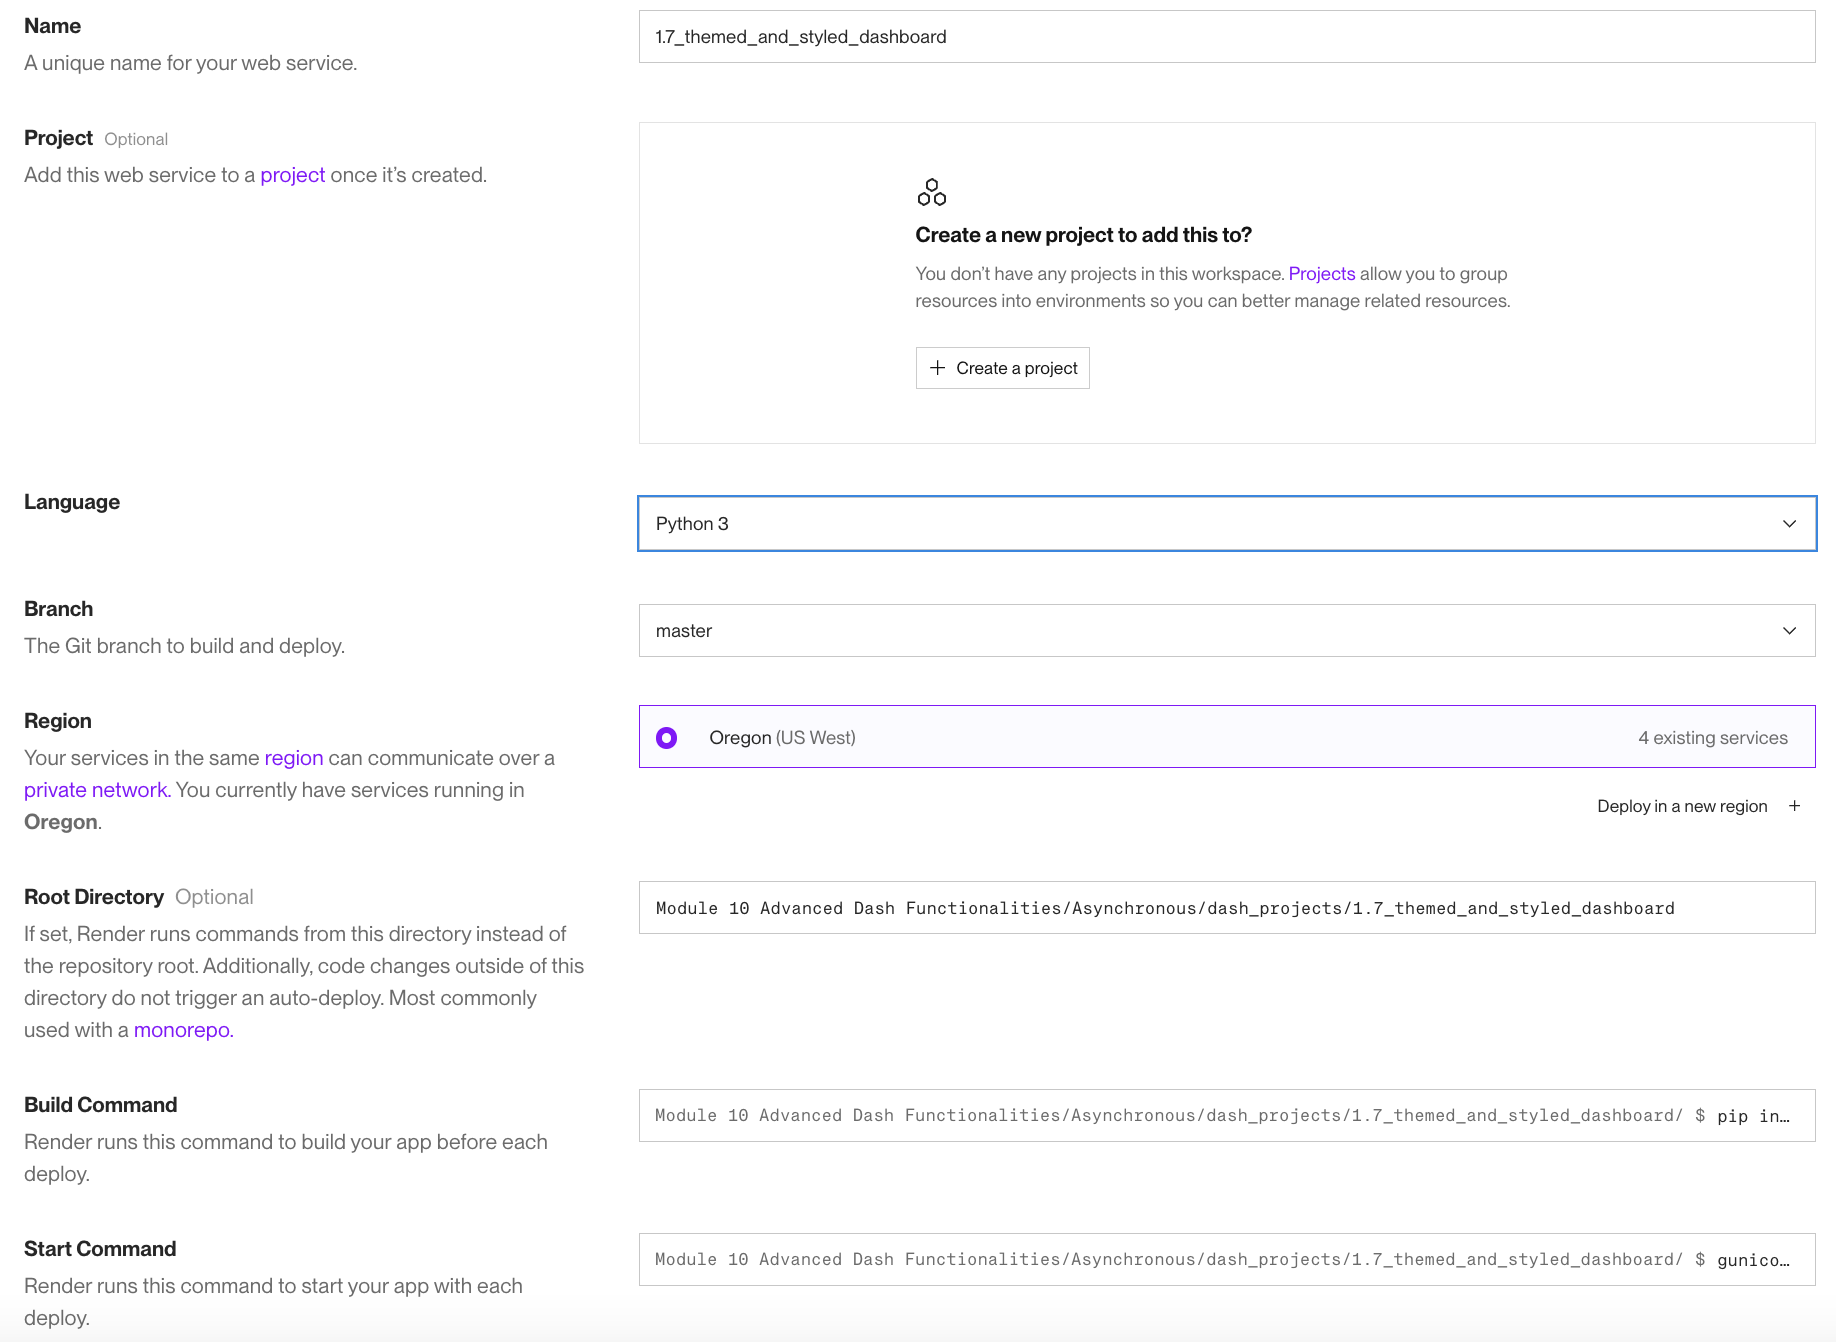 Name
A unique name for your web service.
1.7_themed_and_styled_dashboard
Project Optional
Add this web service to a project once it’s created.
Create a new project to add this to?
You don’t have any projects in this workspace. Projects allow you to group
resources into environments so you can better manage related resources.
+ Create a project
Language
Python 3
Branch
The Git branch to build and deploy.
master
Region
Your services in the same region can communicate over a
private network. You currently have services running in
Oregon.
Oregon (US West) 4 existing services
Deploy in a new region +
Root Directory Optional
If set, Render runs commands from this directory instead of
the repository root. Additionally, code changes outside of this
directory do not trigger an auto-deploy. Most commonly
used with a monorepo.
Module 10 Advanced Dash Functionalities/Asynchronous/dash_projects/1.7_themed_and_styled_dashboard
Build Command
Render runs this command to build your app before each
deploy.
Module 10 Advanced Dash Functionalities/Asynchronous/dash_projects/1.7_themed_and_styled_dashboard/ $ pip in…
Start Command
Render runs this command to start your app with each
deploy.
Module 10 Advanced Dash Functionalities/Asynchronous/dash_projects/1.7_themed_and_styled_dashboard/ $ gunico…